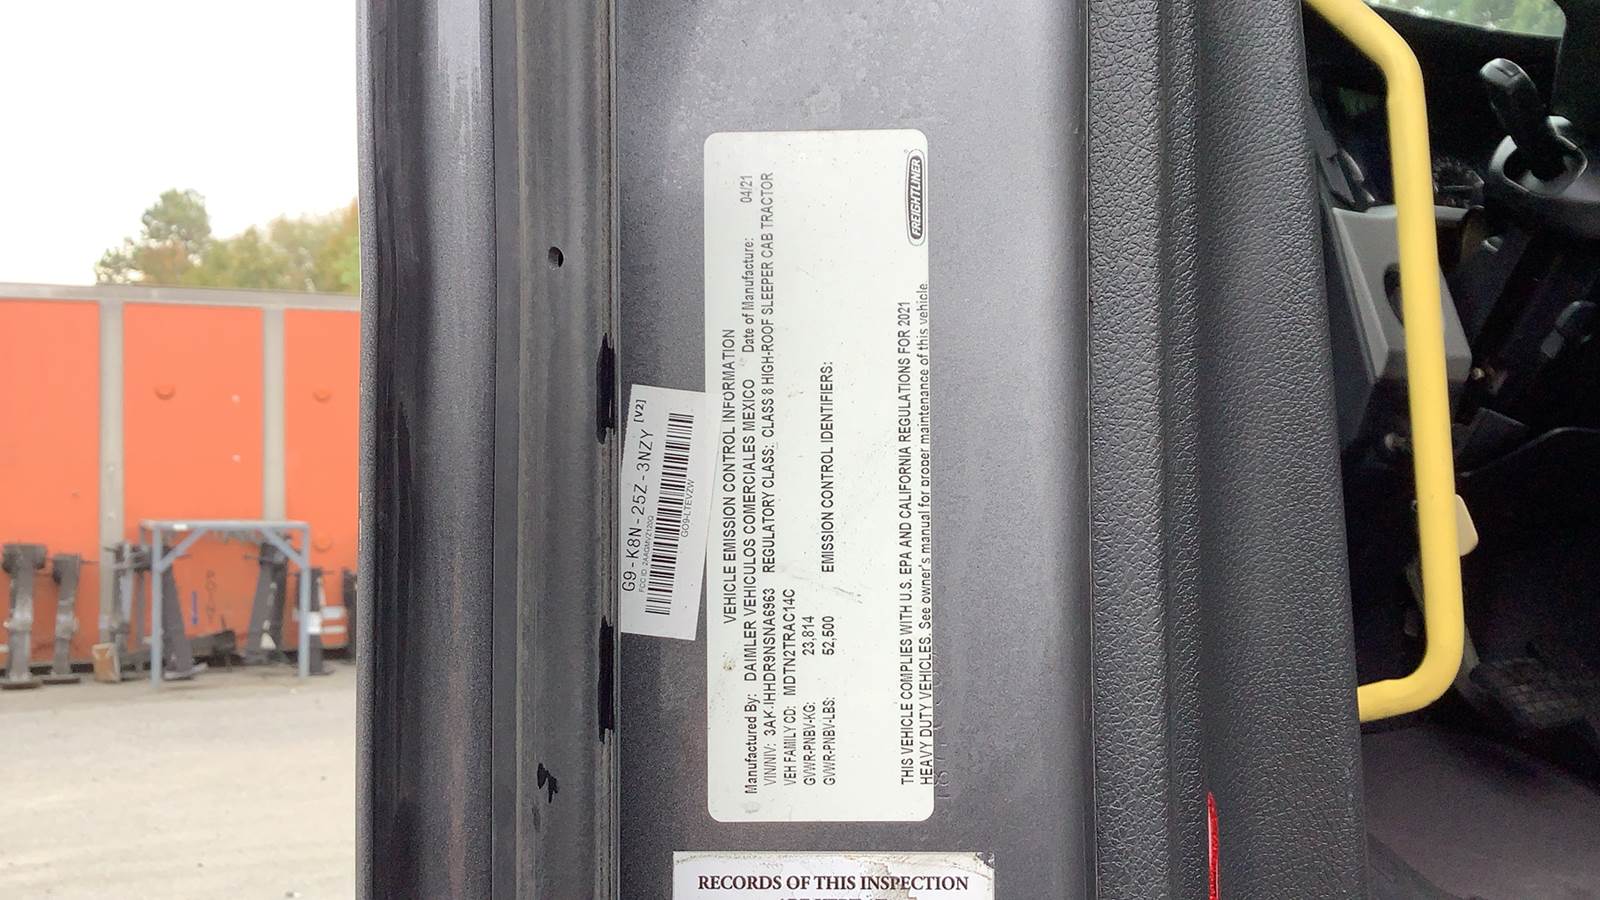 FREIGHTLINER
VEHICLE EMISSION CONTROL INFORMATION
Manufactured By: DAIMLER VEHICULOS COMERCIALES MEXICO Date of Manufacture: 04/21
VIN/NIV: 3AKJHHDR9NSNA6963 REGULATORY CLASS: CLASS 8 HIGH-ROOF SLEEPER CAB TRACTOR
VEH FAMILY CD: MDTN2TRAC14C
GVWR-PNBV-KG: 23,814
GVWR-PNBV-LBS: 52,500 EMISSION CONTROL IDENTIFIERS:
THIS VEHICLE COMPLIES WITH U.S. EPA AND CALIFORNIA REGULATIONS FOR 2021
HEAVY DUTY VEHICLES. See owner's manual for proper maintenance of this vehicle.
G9-K8N-25Z-3NZY [V2]
GO9-LTEVZW
RECORDS OF THIS INSPECTION